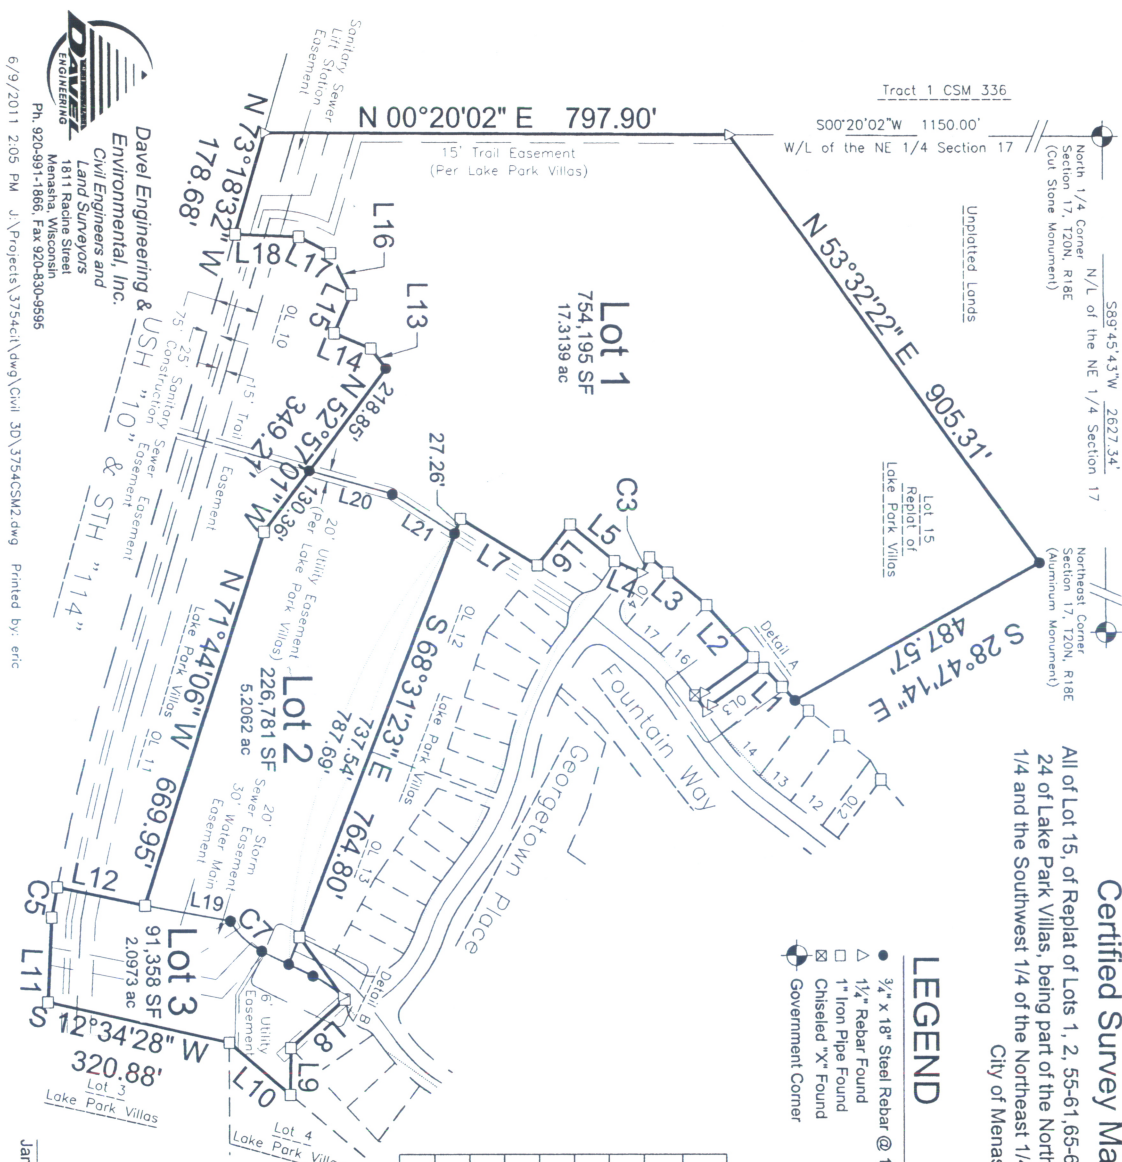 Certified Survey Ma
All of Lot 15, of Replat of Lots 1, 2, 55-61,65-6
24 of Lake Park Villas, being part of the North
1/4 and the Southwest 1/4 of the Northeast 1/
City of Menas
S89°45'43"W 2627.34'
N/L of the NE 1/4 Section 17
North 1/4 Corner
Section 17, T20N, R18E
(Cut Stone Monument)
Northeast Corner
Section 17, T20N, R18E
(Aluminum Monument)
Tract 1 CSM 336
S00°20'02"W 1150.00'
W/L of the NE 1/4 Section 17
Unplatted Lands
N 53°32'22" E 905.31'
Lot 15
Replat of
Lake Park Villas
S 28°47'14" E
487.57'
N 00°20'02" E 797.90'
15' Trail Easement
(Per Lake Park Villas)
Sanitary Sewer
Lift Station
Easement
N 73°18'32" W
178.68'
L18
L17
L16
L15
L14
L13
OL 10
Lot 1
754,195 SF
17.3139 ac
218.85'
N 52°57'01" W
349.21'
130.36'
27.26'
C3
L20
L21
L7
L6
L5
L4
L3
L2
L1
Detail A
OL3
17
16
14
13
12
OL2
Fountain Way
Georgetown Place
OL 12
Lake Park Villas
S 68°31'23" E 764.80'
737.54'
787.69'
OL 13
20' Utility Easement
(Per Lake Park Villas)
Lot 2
226,781 SF
5.2062 ac
N 71°44'06" W 669.95'
Lake Park Villas OL 11
15' Trail
Easement
25' Sanitary Sewer Easement
75' Construction Easement
USH "10" & STH "114"
20' Storm
Sewer Easement
30' Water Main
Easement
L19
C7
L12
C5
L11
Lot 3
91,358 SF
2.0973 ac
6' Utility
Easement
Detail B
L8
L9
L10
S 12°34'28" W
320.88'
Lot 3
Lake Park Villas
Lot 4
Lake Park Villa
LEGEND
3/4" x 18" Steel Rebar @ 1
1¼" Rebar Found
1" Iron Pipe Found
Chiseled "X" Found
Government Corner
DAVEL
ENGINEERING
Davel Engineering &
Environmental, Inc.
Civil Engineers and
Land Surveyors
1811 Racine Street
Menasha, Wisconsin
Ph. 920-991-1866, Fax 920-830-9595
6/9/2011 2:05 PM J:\Projects\3754cit\dwg\Civil 3D\3754CSM2.dwg Printed by: eric
Jar